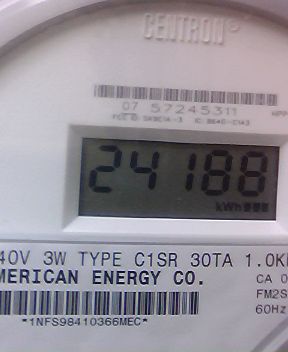 CENTRON®
07 57245311
24188
kWh
40V 3W TYPE C1SR 30TA 1.0K
MERICAN ENERGY CO.
CA 0
FM2S
60Hz
*1NFS98410366MEC*